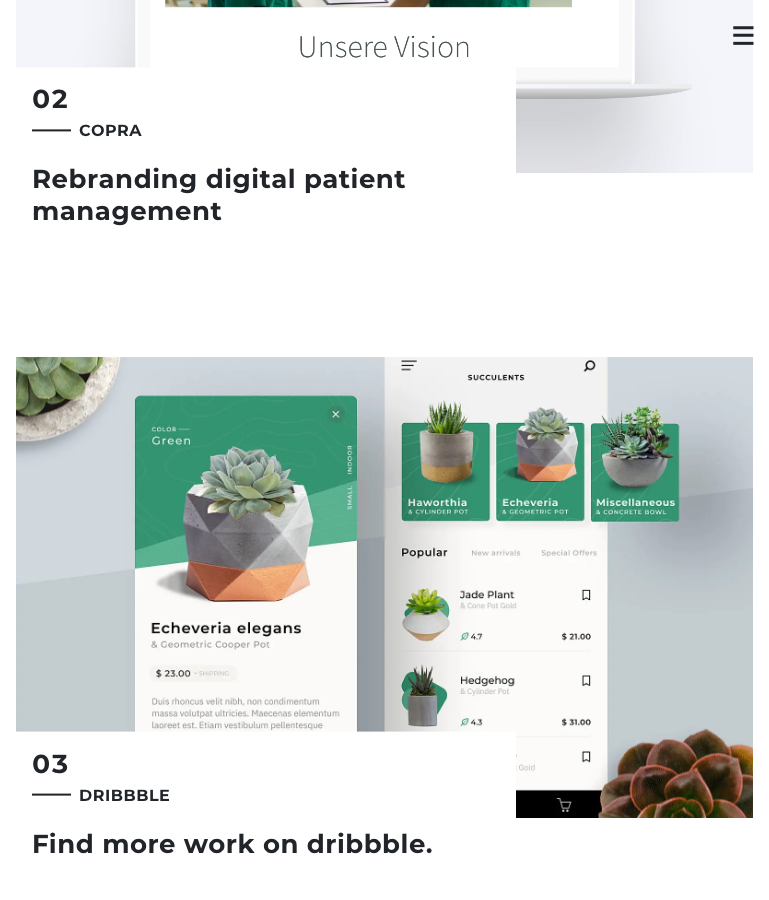 Unsere Vision
02
COPRA
Rebranding digital patient
management
SUCCULENTS
COLOR
Green
SMALL INDOOR
Haworthia
& CYLINDER POT
Echeveria
& GEOMETRIC POT
Miscellaneous
& CONCRETE BOWL
Popular
New arrivals
Special Offers
Jade Plant
& Cone Pot Gold
4.7
$ 21.00
Echeveria elegans
& Geometric Cooper Pot
$ 23.00 + SHIPPING
Hedgehog
& Cylinder Pot
4.3
$ 31.00
Duis rhoncus velit nibh, non condimentum
massa volutpat ultricies. Maecenas elementum
laoreet est. Etiam vestibulum pellentesque
Gold
03
DRIBBBLE
Find more work on dribbble.